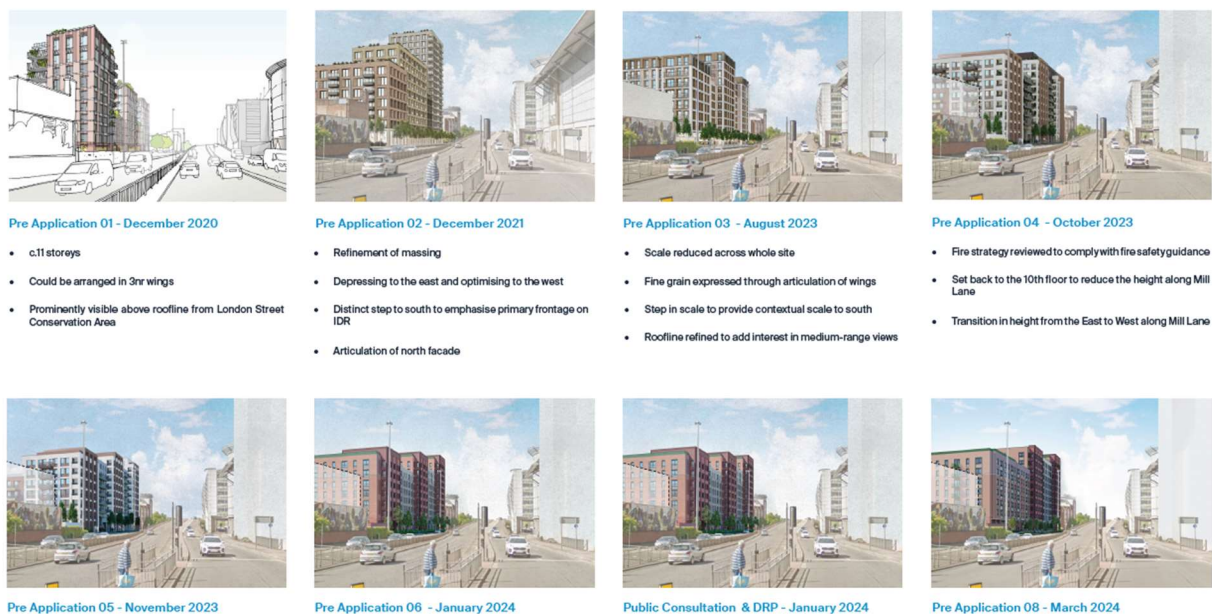 Pre Application 01 - December 2020
• c.11 storeys
• Could be arranged in 3nr wings
• Prominently visible above roofline from London Street
Conservation Area
Pre Application 02 - December 2021
• Refinement of massing
• Depressing to the east and optimising to the west
• Distinct step to south to emphasise primary frontage on
IDR
• Articulation of north facade
Pre Application 03 - August 2023
• Scale reduced across whole site
• Fine grain expressed through articulation of wings
• Step in scale to provide contextual scale to south
• Roofline refined to add interest in medium-range views
Pre Application 04 - October 2023
• Fire strategy reviewed to comply with fire safety guidance
• Set back to the 10th floor to reduce the height along Mill
Lane
• Transition in height from the East to West along Mill Lane
Pre Application 05 - November 2023
Pre Application 06 - January 2024
Public Consultation & DRP - January 2024
Pre Application 08 - March 2024